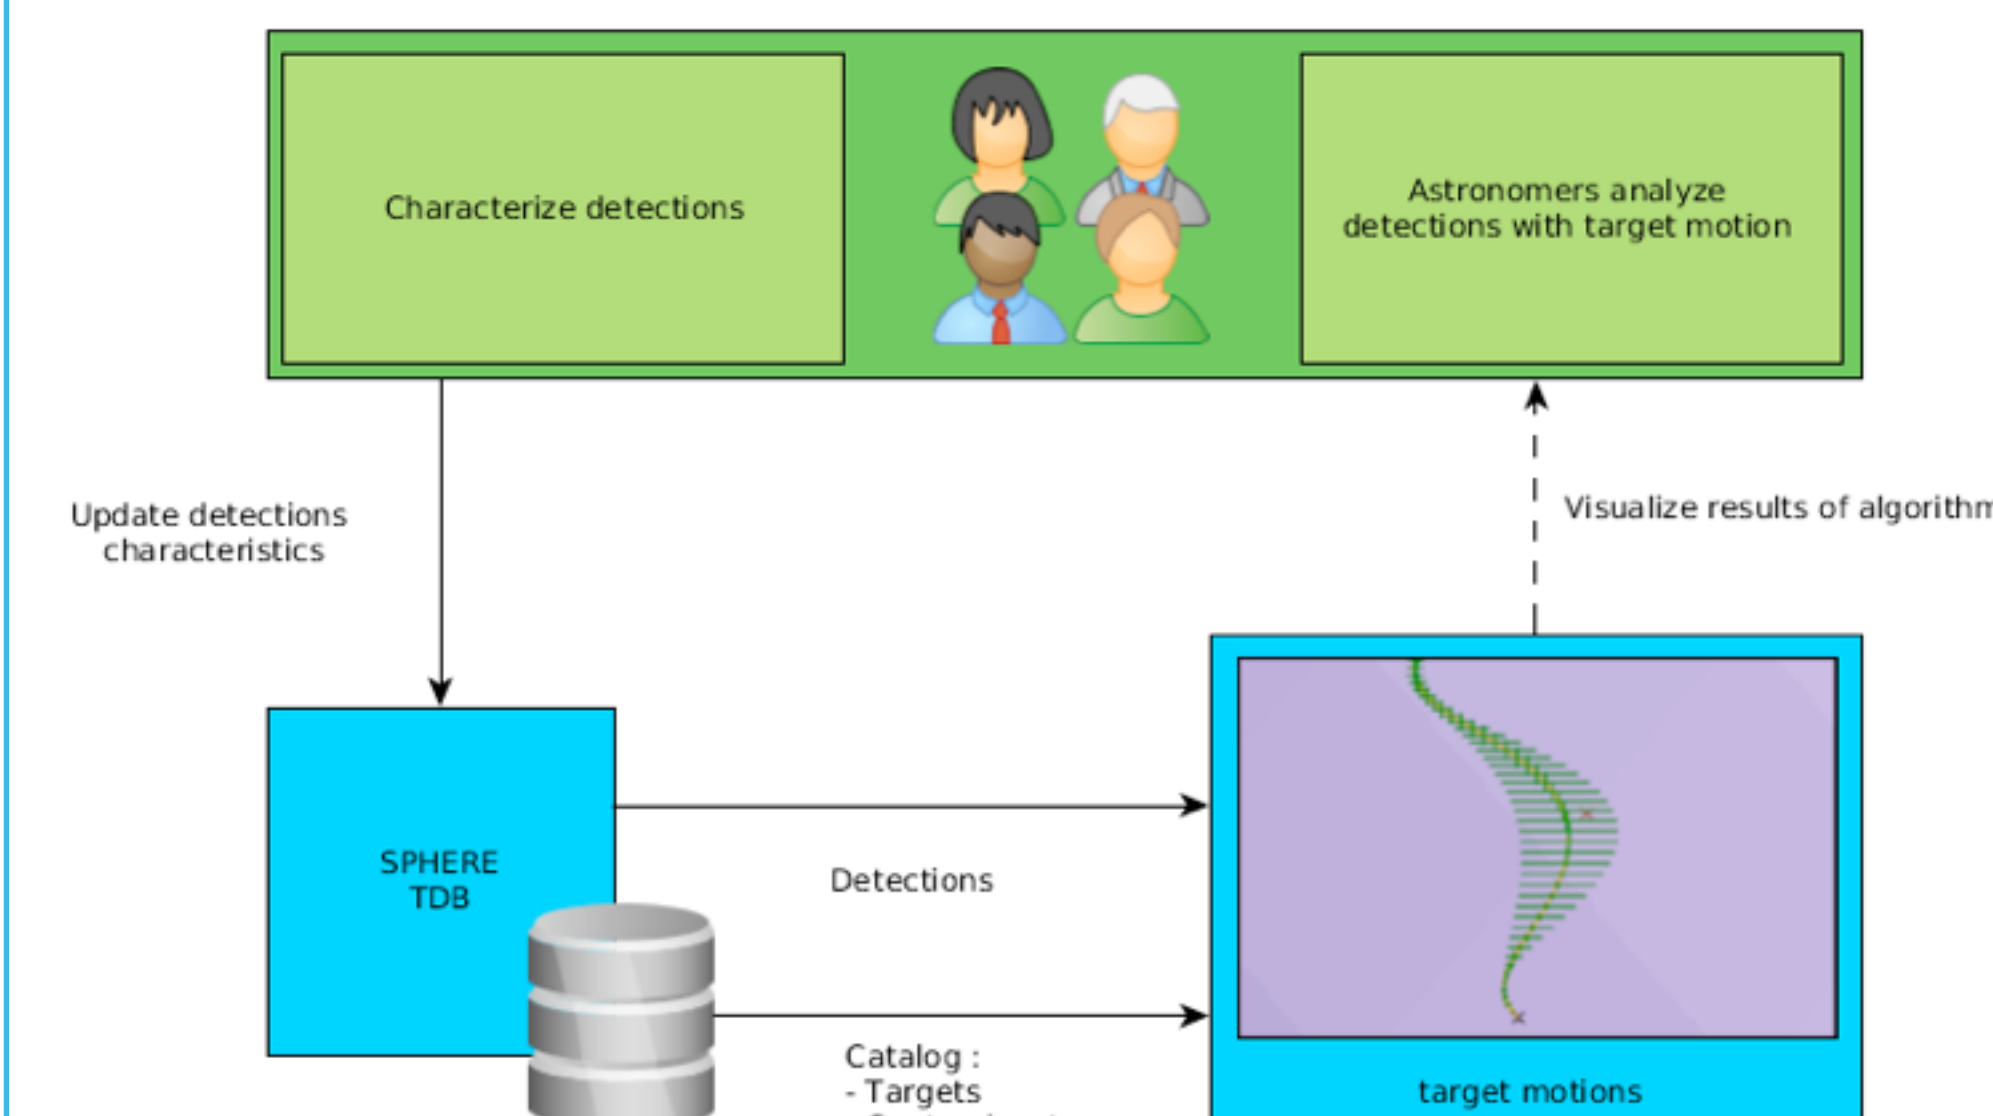 Characterize detections
Astronomers analyze
detections with target motion
Update detections
characteristics
Visualize results of
SPHERE
TDB
Detections
Catalog :
- Targets
target motions